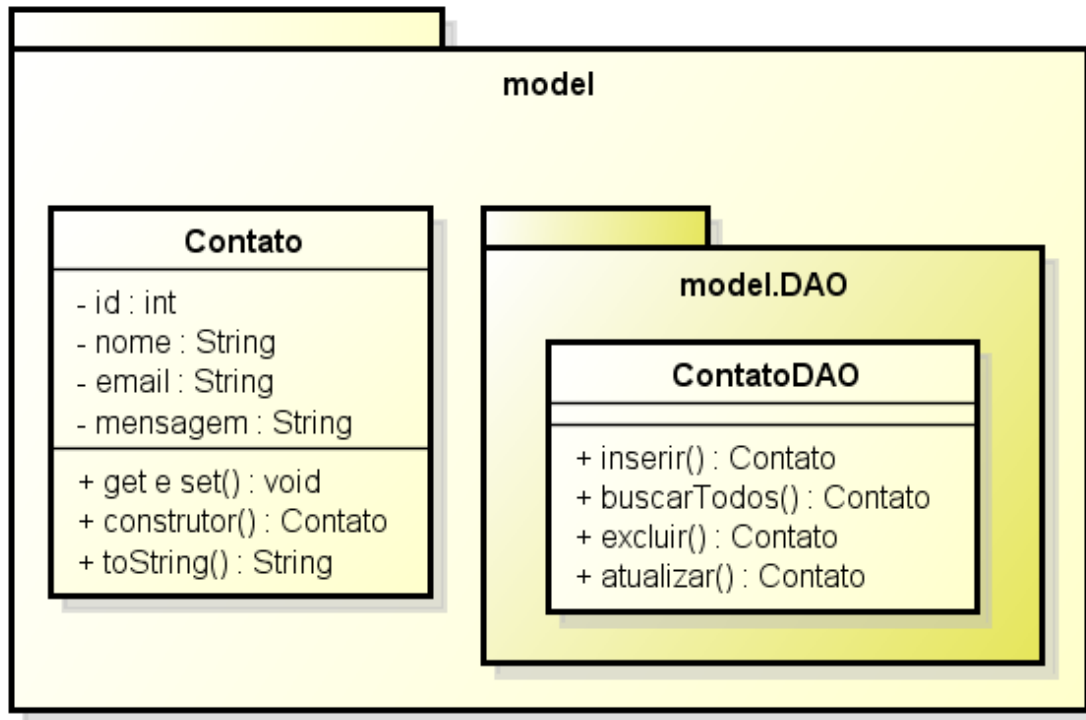 model
Contato
- id : int
- nome : String
- email : String
- mensagem : String
+ get e set() : void
+ construtor() : Contato
+ toString() : String
model.DAO
ContatoDAO
+ inserir() : Contato
+ buscarTodos() : Contato
+ excluir() : Contato
+ atualizar() : Contato